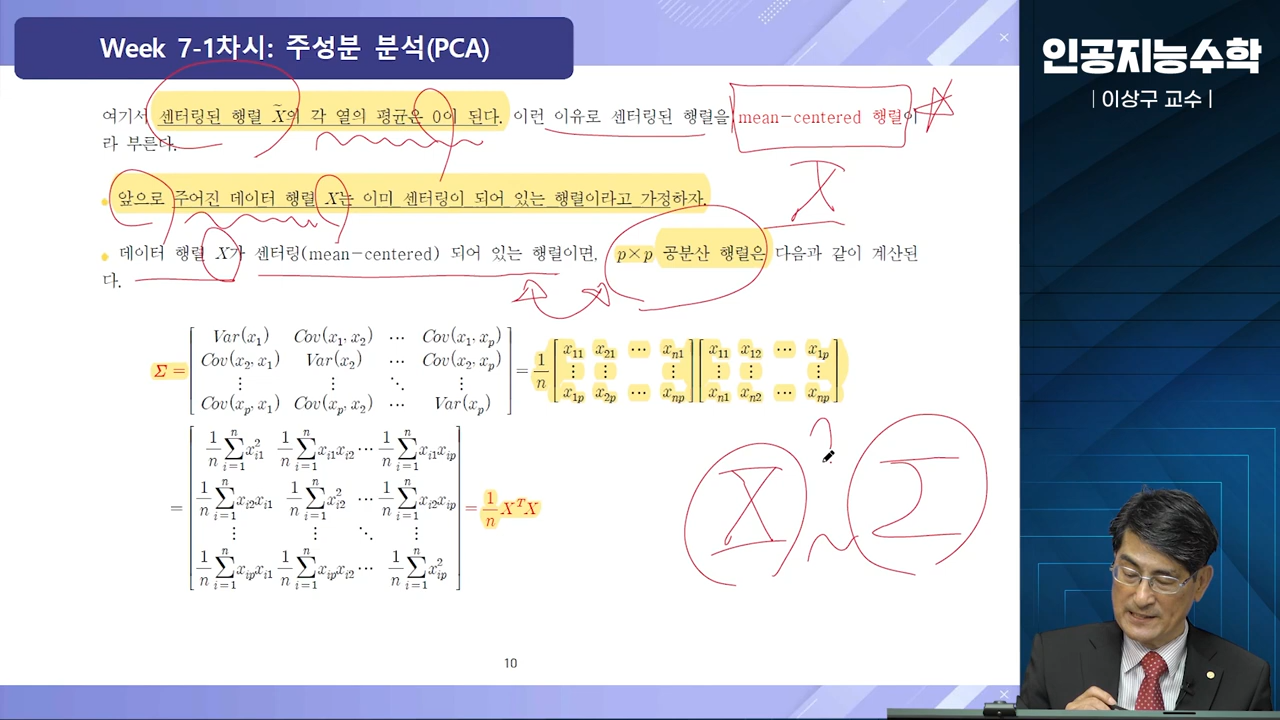 Week 7-1차시: 주성분 분석(PCA)
인공지능수학
| 이상구 교수 |
여기서 센터링된 행렬 X̃의 각 열의 평균은 0이 된다. 이런 이유로 센터링된 행렬을 mean-centered 행렬이
라 부른다.
앞으로 주어진 데이터 행렬 X는 이미 센터링이 되어 있는 행렬이라고 가정하자.
X
데이터 행렬 X가 센터링(mean-centered) 되어 있는 행렬이면, p×p 공분산 행렬은 다음과 같이 계산된
다.
Var(x₁) Cov(x₁, x₂) ⋯ Cov(x₁, xₚ)
Σ = Cov(x₂, x₁) Var(x₂) ⋯ Cov(x₂, xₚ) = 1/n x₁₁ x₂₁ ⋯ xₙ₁ x₁₁ x₁₂ ⋯ x₁ₚ
⋮ ⋮ ⋱ ⋮ ⋮ ⋮ ⋮ ⋮ ⋮ ⋮
Cov(xₚ, x₁) Cov(xₚ, x₂) ⋯ Var(xₚ) x₁ₚ x₂ₚ ⋯ xₙₚ xₙ₁ xₙ₂ ⋯ xₙₚ
1/n ∑ᵢ₌₁ⁿ xᵢ₁² 1/n ∑ᵢ₌₁ⁿ xᵢ₁xᵢ₂ ⋯ 1/n ∑ᵢ₌₁ⁿ xᵢ₁xᵢₚ
= 1/n ∑ᵢ₌₁ⁿ xᵢ₂xᵢ₁ 1/n ∑ᵢ₌₁ⁿ xᵢ₂² ⋯ 1/n ∑ᵢ₌₁ⁿ xᵢ₂xᵢₚ = 1/n XᵀX
⋮ ⋮ ⋱ ⋮
1/n ∑ᵢ₌₁ⁿ xᵢₚxᵢ₁ 1/n ∑ᵢ₌₁ⁿ xᵢₚxᵢ₂ ⋯ 1/n ∑ᵢ₌₁ⁿ xᵢₚ²
X ~ Σ
10